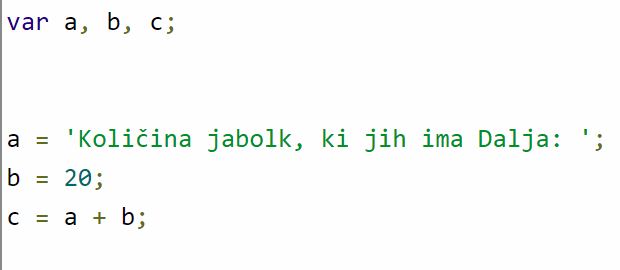 var a, b, c;
a = 'Količina jabolk, ki jih ima Dalja: ';
b = 20;
c = a + b;